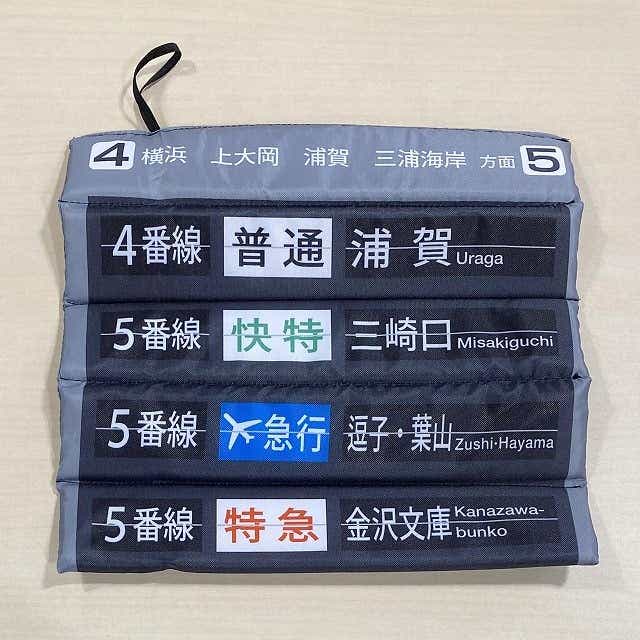 4 横浜 上大岡 浦賀 三浦海岸 方面 5
4番線 普通 浦賀 Uraga
5番線 快特 三崎口 Misakiguchi
5番線 急行 逗子・葉山 Zushi·Hayama
5番線 特急 金沢文庫 Kanazawa-
bunko